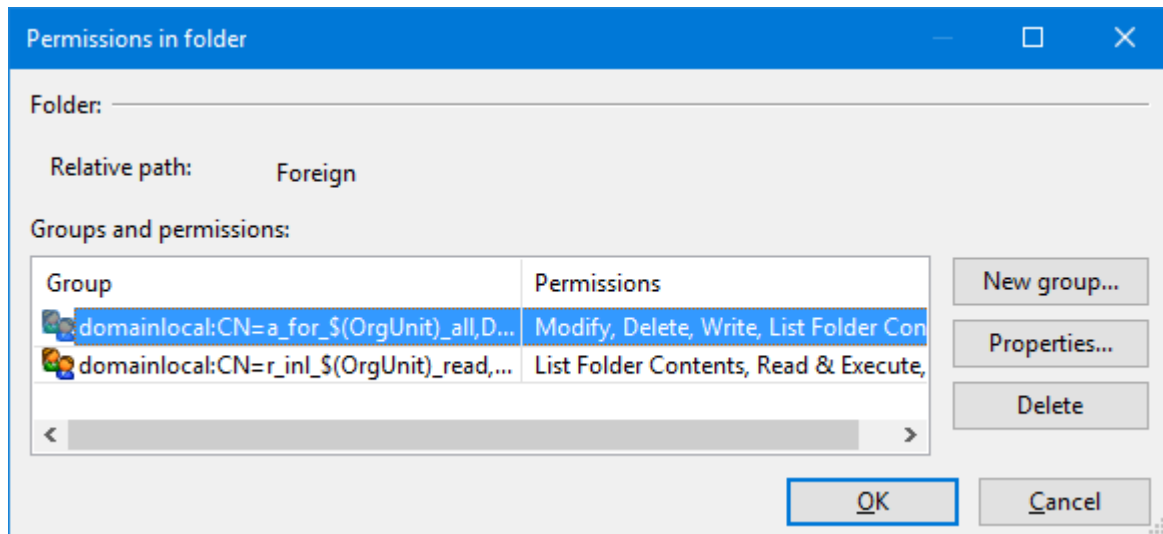 Permissions in folder
Folder:
Relative path: Foreign
Groups and permissions:
Group Permissions
domainlocal:CN=a_for_$(OrgUnit)_all,D... Modify, Delete, Write, List Folder Con
domainlocal:CN=r_inl_$(OrgUnit)_read,... List Folder Contents, Read & Execute,
New group...
Properties...
Delete
OK Cancel